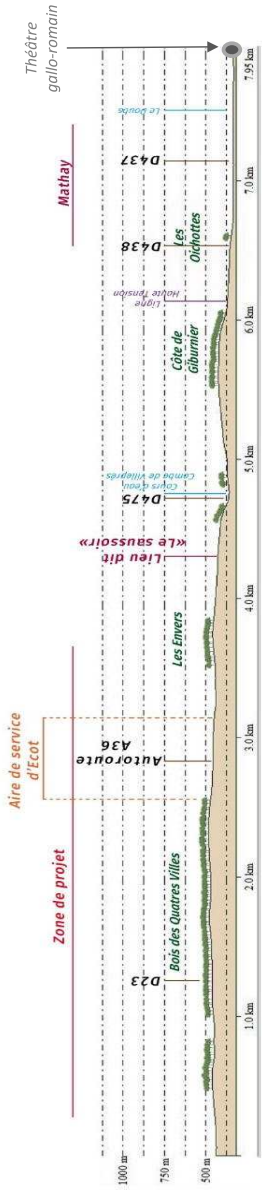 Théâtre
gallo-romain
Zone de projet
Aire de service
d'Ecot
Mathay
Autoroute
A36
Lieu dit
«Le saussoir»
D23
D475
Cours d'eau
Combe de Villeprés
Ligne
Haute Tension
D438
D437
Le Doubs
Bois des Quatres Villes
Les Envers
Côte de
Giburnier
Les
Oichottes
1000 m
750 m
500 m
1.0 km
2.0 km
3.0 km
4.0 km
5.0 km
6.0 km
7.0 km
7.95 km